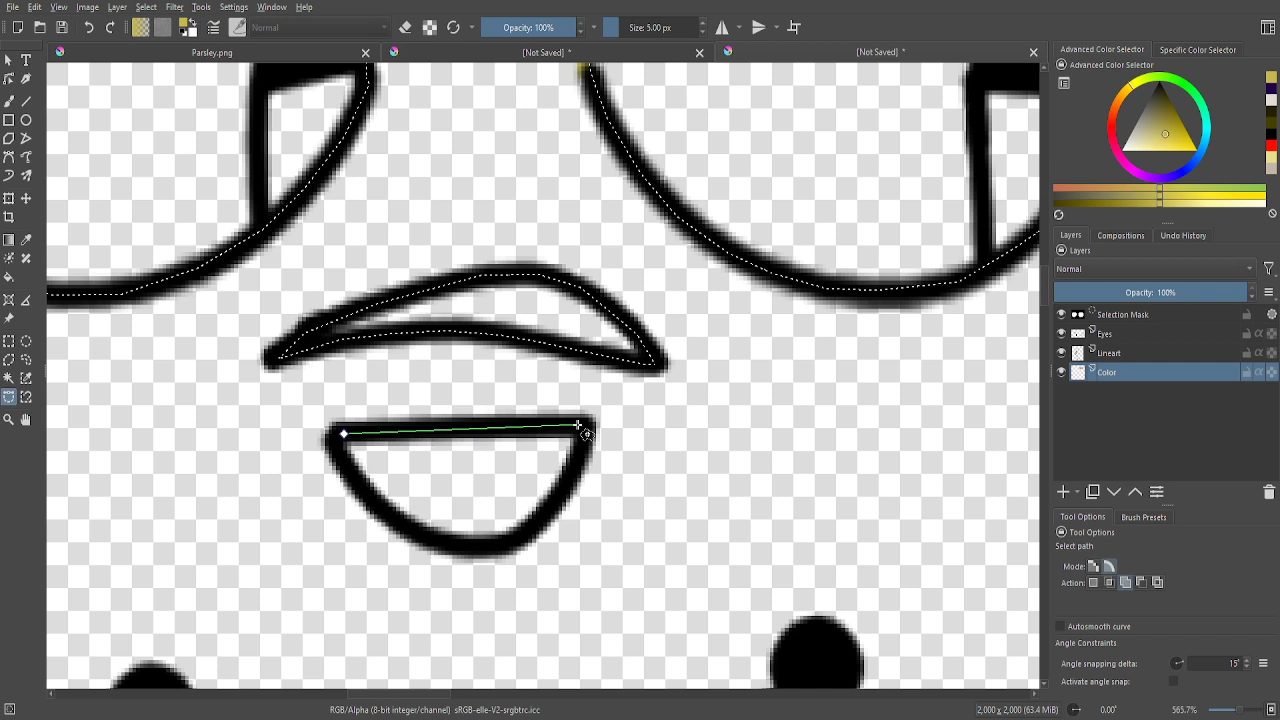 File Edit View Image Layer Select Filter Tools Settings Window Help
Normal Opacity: 100% Size: 5.00 px
Parsley.png [Not Saved] * [Not Saved] *
Advanced Color Selector Specific Color Selector
Advanced Color Selector
Layers Compositions Undo History
Layers
Normal
Opacity: 100%
Selection Mask
Eyes
Lineart
Color
Tool Options Brush Presets
Tool Options
Select path
Mode:
Action:
Autosmooth curve
Angle Constraints
Angle snapping delta: 15°
Activate angle snap:
RGB/Alpha (8-bit integer/channel) sRGB-elle-V2-srgbtrc.icc 2,000 x 2,000 (63.4 MiB) 0.00° 565.7%